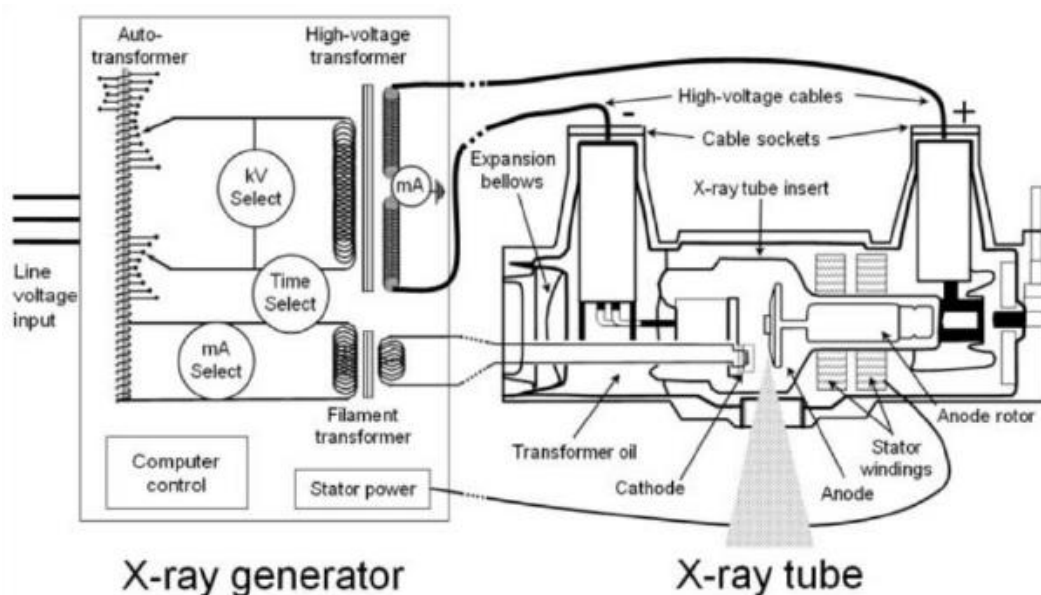 Auto-
transformer
High-voltage
transformer
kV
Select
mA
Line
voltage
input
Time
Select
mA
Select
Filament
transformer
Computer
control
Stator power
High-voltage cables
-
+
Cable sockets
Expansion
bellows
X-ray tube insert
Transformer oil
Cathode
Anode
Stator
windings
Anode rotor
X-ray generator
X-ray tube